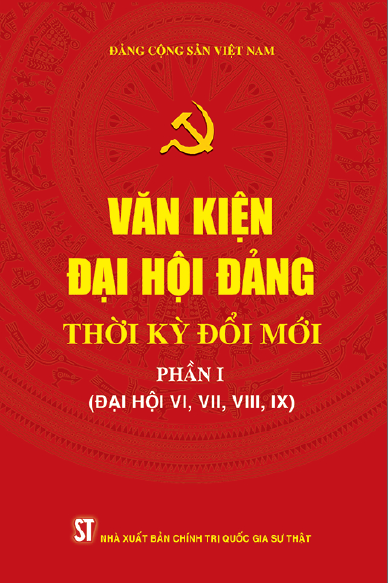 ĐẢNG CỘNG SẢN VIỆT NAM
VĂN KIỆN
ĐẠI HỘI ĐẢNG
THỜI KỲ ĐỔI MỚI
PHẦN I
(ĐẠI HỘI VI, VII, VIII, IX)
ST NHÀ XUẤT BẢN CHÍNH TRỊ QUỐC GIA SỰ THẬT